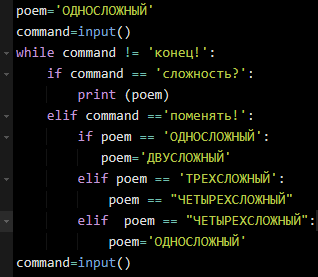 poem='ОДНОСЛОЖНЫЙ'
command=input()
while command != 'конец!':
    if command == 'сложность?':
        print (poem)
    elif command =='поменять!':
        if poem == 'ОДНОСЛОЖНЫЙ':
           poem='ДВУСЛОЖНЫЙ'
        elif poem == 'ТРЕХСЛОЖНЫЙ':
            poem == "ЧЕТЫРЕХСЛОЖНЫЙ"
        elif  poem == "ЧЕТЫРЕХСЛОЖНЫЙ":
            poem='ОДНОСЛОЖНЫЙ'
command=input()